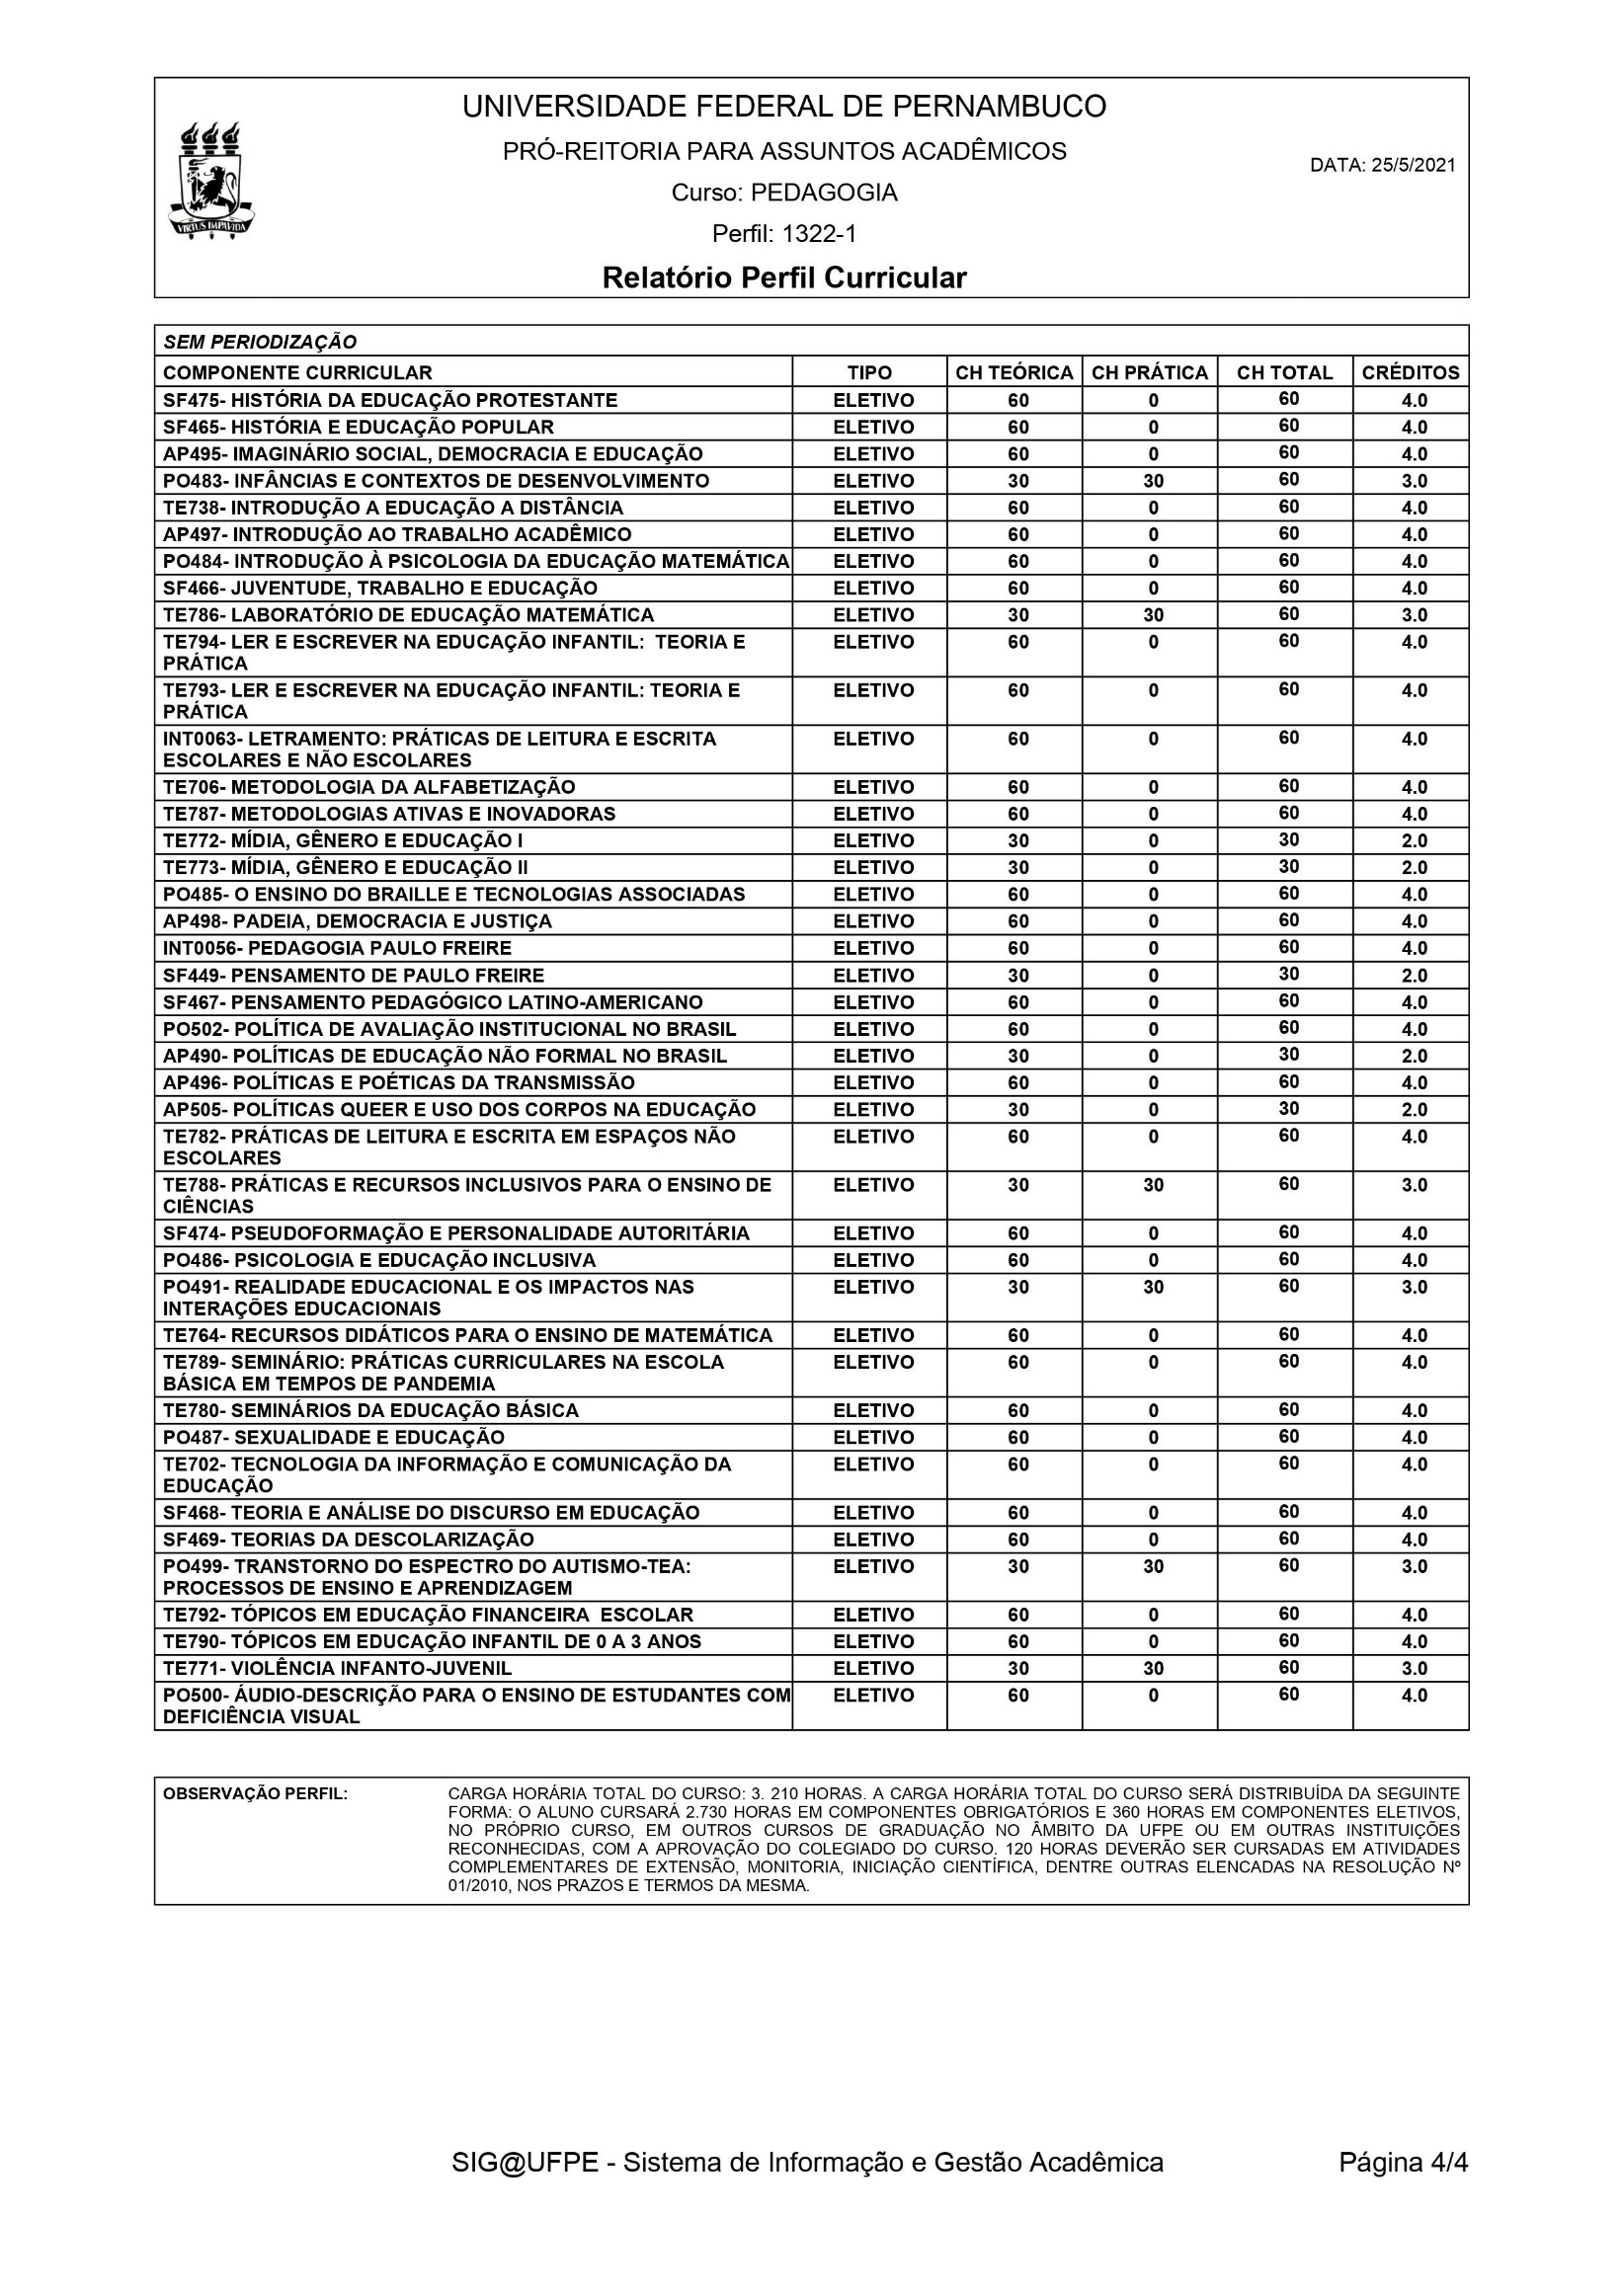 UNIVERSIDADE FEDERAL DE PERNAMBUCO
PRÓ-REITORIA PARA ASSUNTOS ACADÊMICOS
DATA: 25/5/2021
Curso: PEDAGOGIA
VIRTUS IMPAVIDA
Perfil: 1322-1
Relatório Perfil Curricular
SEM PERIODIZAÇÃO
COMPONENTE CURRICULAR TIPO CH TEÓRICA CH PRÁTICA CH TOTAL CRÉDITOS
SF475- HISTÓRIA DA EDUCAÇÃO PROTESTANTE ELETIVO 60 0 60 4.0
SF465- HISTÓRIA E EDUCAÇÃO POPULAR ELETIVO 60 0 60 4.0
AP495- IMAGINÁRIO SOCIAL, DEMOCRACIA E EDUCAÇÃO ELETIVO 60 0 60 4.0
PO483- INFÂNCIAS E CONTEXTOS DE DESENVOLVIMENTO ELETIVO 30 30 60 3.0
TE738- INTRODUÇÃO A EDUCAÇÃO A DISTÂNCIA ELETIVO 60 0 60 4.0
AP497- INTRODUÇÃO AO TRABALHO ACADÊMICO ELETIVO 60 0 60 4.0
PO484- INTRODUÇÃO À PSICOLOGIA DA EDUCAÇÃO MATEMÁTICA ELETIVO 60 0 60 4.0
SF466- JUVENTUDE, TRABALHO E EDUCAÇÃO ELETIVO 60 0 60 4.0
TE786- LABORATÓRIO DE EDUCAÇÃO MATEMÁTICA ELETIVO 30 30 60 3.0
TE794- LER E ESCREVER NA EDUCAÇÃO INFANTIL:  TEORIA E ELETIVO 60 0 60 4.0
PRÁTICA
TE793- LER E ESCREVER NA EDUCAÇÃO INFANTIL: TEORIA E ELETIVO 60 0 60 4.0
PRÁTICA
INT0063- LETRAMENTO: PRÁTICAS DE LEITURA E ESCRITA ELETIVO 60 0 60 4.0
ESCOLARES E NÃO ESCOLARES
TE706- METODOLOGIA DA ALFABETIZAÇÃO ELETIVO 60 0 60 4.0
TE787- METODOLOGIAS ATIVAS E INOVADORAS ELETIVO 60 0 60 4.0
TE772- MÍDIA, GÊNERO E EDUCAÇÃO I ELETIVO 30 0 30 2.0
TE773- MÍDIA, GÊNERO E EDUCAÇÃO II ELETIVO 30 0 30 2.0
PO485- O ENSINO DO BRAILLE E TECNOLOGIAS ASSOCIADAS ELETIVO 60 0 60 4.0
AP498- PADEIA, DEMOCRACIA E JUSTIÇA ELETIVO 60 0 60 4.0
INT0056- PEDAGOGIA PAULO FREIRE ELETIVO 60 0 60 4.0
SF449- PENSAMENTO DE PAULO FREIRE ELETIVO 30 0 30 2.0
SF467- PENSAMENTO PEDAGÓGICO LATINO-AMERICANO ELETIVO 60 0 60 4.0
PO502- POLÍTICA DE AVALIAÇÃO INSTITUCIONAL NO BRASIL ELETIVO 60 0 60 4.0
AP490- POLÍTICAS DE EDUCAÇÃO NÃO FORMAL NO BRASIL ELETIVO 30 0 30 2.0
AP496- POLÍTICAS E POÉTICAS DA TRANSMISSÃO ELETIVO 60 0 60 4.0
AP505- POLÍTICAS QUEER E USO DOS CORPOS NA EDUCAÇÃO ELETIVO 30 0 30 2.0
TE782- PRÁTICAS DE LEITURA E ESCRITA EM ESPAÇOS NÃO ELETIVO 60 0 60 4.0
ESCOLARES
TE788- PRÁTICAS E RECURSOS INCLUSIVOS PARA O ENSINO DE ELETIVO 30 30 60 3.0
CIÊNCIAS
SF474- PSEUDOFORMAÇÃO E PERSONALIDADE AUTORITÁRIA ELETIVO 60 0 60 4.0
PO486- PSICOLOGIA E EDUCAÇÃO INCLUSIVA ELETIVO 60 0 60 4.0
PO491- REALIDADE EDUCACIONAL E OS IMPACTOS NAS ELETIVO 30 30 60 3.0
INTERAÇÕES EDUCACIONAIS
TE764- RECURSOS DIDÁTICOS PARA O ENSINO DE MATEMÁTICA ELETIVO 60 0 60 4.0
TE789- SEMINÁRIO: PRÁTICAS CURRICULARES NA ESCOLA ELETIVO 60 0 60 4.0
BÁSICA EM TEMPOS DE PANDEMIA
TE780- SEMINÁRIOS DA EDUCAÇÃO BÁSICA ELETIVO 60 0 60 4.0
PO487- SEXUALIDADE E EDUCAÇÃO ELETIVO 60 0 60 4.0
TE702- TECNOLOGIA DA INFORMAÇÃO E COMUNICAÇÃO DA ELETIVO 60 0 60 4.0
EDUCAÇÃO
SF468- TEORIA E ANÁLISE DO DISCURSO EM EDUCAÇÃO ELETIVO 60 0 60 4.0
SF469- TEORIAS DA DESCOLARIZAÇÃO ELETIVO 60 0 60 4.0
PO499- TRANSTORNO DO ESPECTRO DO AUTISMO-TEA: ELETIVO 30 30 60 3.0
PROCESSOS DE ENSINO E APRENDIZAGEM
TE792- TÓPICOS EM EDUCAÇÃO FINANCEIRA  ESCOLAR ELETIVO 60 0 60 4.0
TE790- TÓPICOS EM EDUCAÇÃO INFANTIL DE 0 A 3 ANOS ELETIVO 60 0 60 4.0
TE771- VIOLÊNCIA INFANTO-JUVENIL ELETIVO 30 30 60 3.0
PO500- ÁUDIO-DESCRIÇÃO PARA O ENSINO DE ESTUDANTES COM ELETIVO 60 0 60 4.0
DEFICIÊNCIA VISUAL
OBSERVAÇÃO PERFIL: CARGA HORÁRIA TOTAL DO CURSO: 3. 210 HORAS. A CARGA HORÁRIA TOTAL DO CURSO SERÁ DISTRIBUÍDA DA SEGUINTE
FORMA: O ALUNO CURSARÁ 2.730 HORAS EM COMPONENTES OBRIGATÓRIOS E 360 HORAS EM COMPONENTES ELETIVOS,
NO PRÓPRIO CURSO, EM OUTROS CURSOS DE GRADUAÇÃO NO ÂMBITO DA UFPE OU EM OUTRAS INSTITUIÇÕES
RECONHECIDAS, COM A APROVAÇÃO DO COLEGIADO DO CURSO. 120 HORAS DEVERÃO SER CURSADAS EM ATIVIDADES
COMPLEMENTARES DE EXTENSÃO, MONITORIA, INICIAÇÃO CIENTÍFICA, DENTRE OUTRAS ELENCADAS NA RESOLUÇÃO Nº
01/2010, NOS PRAZOS E TERMOS DA MESMA.
SIG@UFPE - Sistema de Informação e Gestão Acadêmica Página 4/4